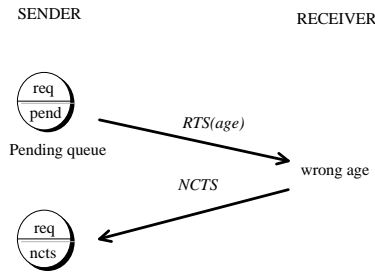 SENDER
RECEIVER
req
pend
RTS(age)
Pending queue
wrong age
NCTS
req
ncts